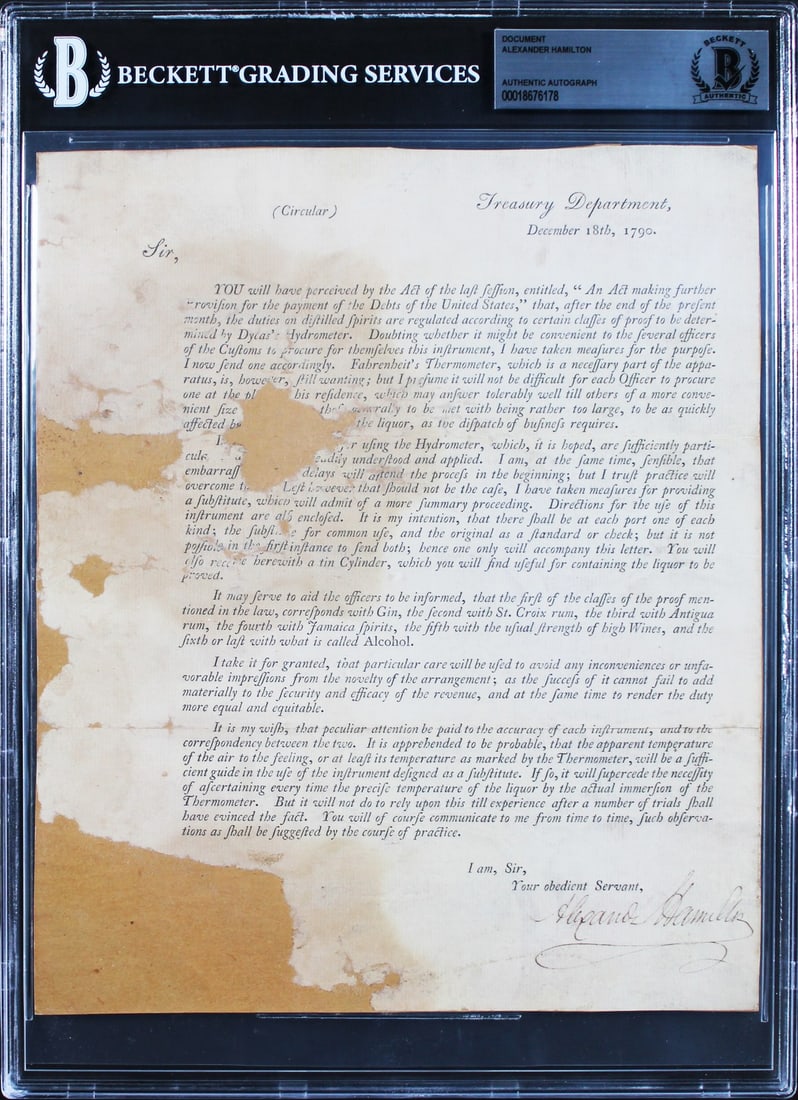 B BECKETT® GRADING SERVICES
DOCUMENT
ALEXANDER HAMILTON
AUTHENTIC AUTOGRAPH
00018676178
BECKETT
B
AUTHENTIC
(Circular)
Treasury Department,
December 18th, 1790.
Sir,
YOU will have perceived by the Act of the laſt ſeſſion, entitled, “ An Act making further
roviſion for the payment of the Debts of the United States,” that, after the end of the preſent
month, the duties on diſtilled ſpirits are regulated according to certain claſſes of proof to be deter-
mined by Dycas's Hydrometer. Doubting whether it might be convenient to the ſeveral officers
of the Cuſtoms to procure for themſelves this inſtrument, I have taken meaſures for the purpoſe.
I now ſend one accordingly. Fahrenheit's Thermometer, which is a neceſſary part of the appa-
ratus, is, however, ſtill wanting; but I preſume it will not be difficult for each Officer to procure
one at the pl his reſidence, which may anſwer tolerably well till others of a more conve-
nient ſize generally to be met with being rather too large, to be as quickly
affected b the liquor, as the diſpatch of buſineſs requires.
uſing the Hydrometer, which, it is hoped, are ſufficiently parti-
cul eadily underſtood and applied. I am, at the ſame time, ſenſible, that
embarraſſ delays will attend the proceſs in the beginning; but I truſt practice will
overcome Leſt however that ſhould not be the caſe, I have taken meaſures for providing
a ſubſtitute, which will admit of a more ſummary proceeding. Directions for the uſe of this
inſtrument are alſo encloſed. It is my intention, that there ſhall be at each port one of each
kind; the ſubſti e for common uſe, and the original as a ſtandard or check; but it is not
poſſible in the firſt inſtance to ſend both; hence one only will accompany this letter. You will
alſo receive herewith a tin Cylinder, which you will find uſeful for containing the liquor to be
proved.
It may ſerve to aid the officers to be informed, that the firſt of the claſſes of the proof men-
tioned in the law, correſponds with Gin, the ſecond with St. Croix rum, the third with Antigua
rum, the fourth with Jamaica ſpirits, the fifth with the uſual ſtrength of high Wines, and the
ſixth or laſt with what is called Alcohol.
I take it for granted, that particular care will be uſed to avoid any inconveniences or unfa-
vorable impreſſions from the novelty of the arrangement; as the ſucceſs of it cannot fail to add
materially to the ſecurity and efficacy of the revenue, and at the ſame time to render the duty
more equal and equitable.
It is my wiſh, that peculiar attention be paid to the accuracy of each inſtrument, and to the
correſpondency between the two. It is apprehended to be probable, that the apparent temperature
of the air to the feeling, or at leaſt its temperature as marked by the Thermometer, will be a ſuffi-
cient guide in the uſe of the inſtrument deſigned as a ſubſtitute. If ſo, it will ſupercede the neceſſity
of aſcertaining every time the preciſe temperature of the liquor by the actual immerſion of the
Thermometer. But it will not do to rely upon this till experience after a number of trials ſhall
have evinced the fact. You will of courſe communicate to me from time to time, ſuch obſerva-
tions as ſhall be ſuggeſted by the courſe of practice.
I am, Sir,
Your obedient Servant,
Alexander Hamilton